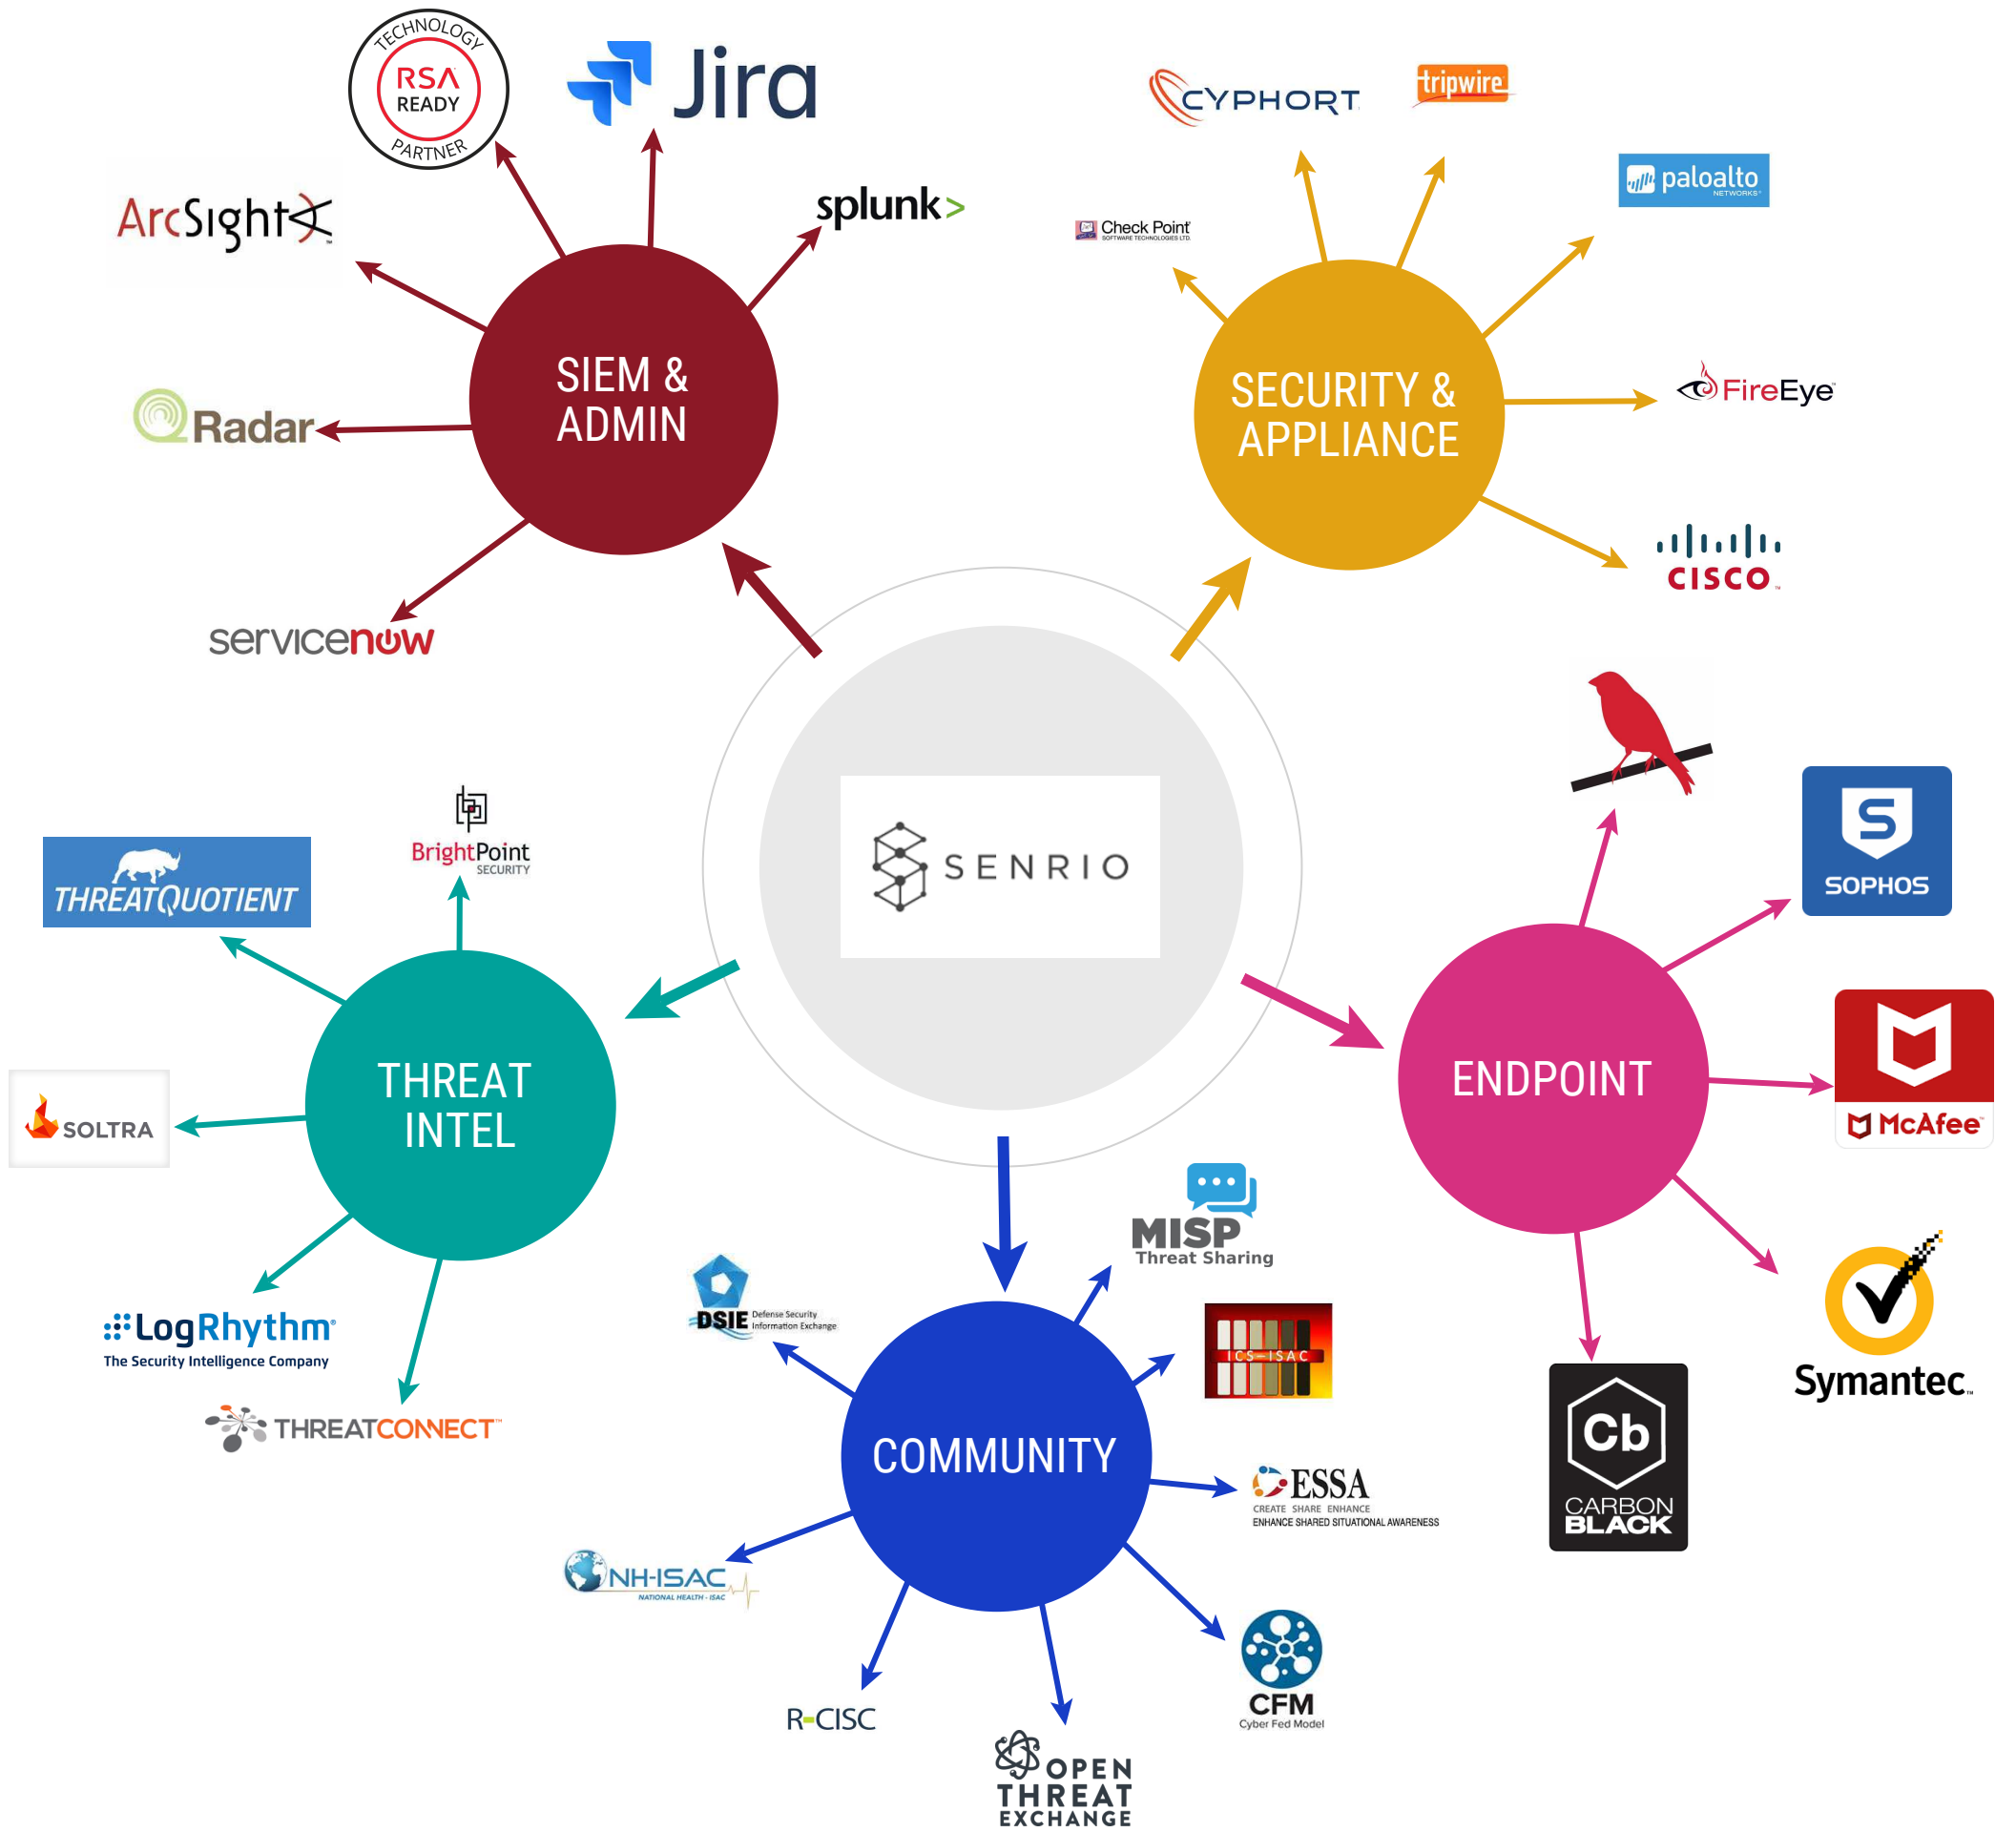 TECHNOLOGY
RSA
READY
PARTNER
Jira
ArcSight
splunk>
QRadar
servicenow
SIEM &
ADMIN
CYPHORT
tripwire
Check Point
SOFTWARE TECHNOLOGIES LTD.
paloalto
NETWORKS
FireEye
CISCO
SECURITY &
APPLIANCE
SENRIO
BrightPoint
SECURITY
THREATQUOTIENT
SOLTRA
THREAT
INTEL
LogRhythm
The Security Intelligence Company
THREATCONNECT
S
SOPHOS
McAfee
ENDPOINT
Symantec
Cb
CARBON
BLACK
MISP
Threat Sharing
DSIE Defense Security
Information Exchange
ICS-ISAC
COMMUNITY
ESSA
CREATE SHARE ENHANCE
ENHANCE SHARED SITUATIONAL AWARENESS
NH-ISAC
NATIONAL HEALTH - ISAC
R-CISC
OPEN
THREAT
EXCHANGE
CFM
Cyber Fed Model